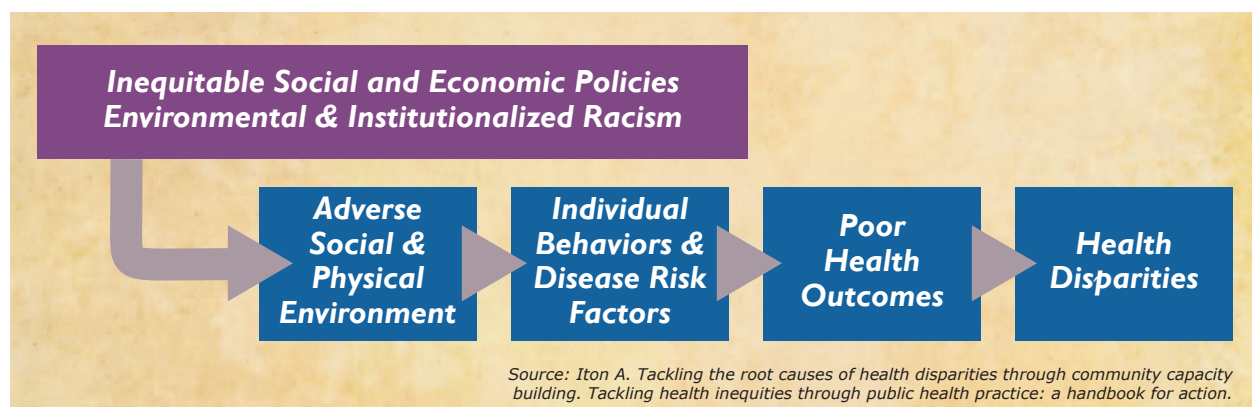 Inequitable Social and Economic Policies
Environmental & Institutionalized Racism
Adverse
Social &
Physical
Environment
Individual
Behaviors &
Disease Risk
Factors
Poor
Health
Outcomes
Health
Disparities
Source: Iton A. Tackling the root causes of health disparities through community capacity
building. Tackling health inequities through public health practice: a handbook for action.